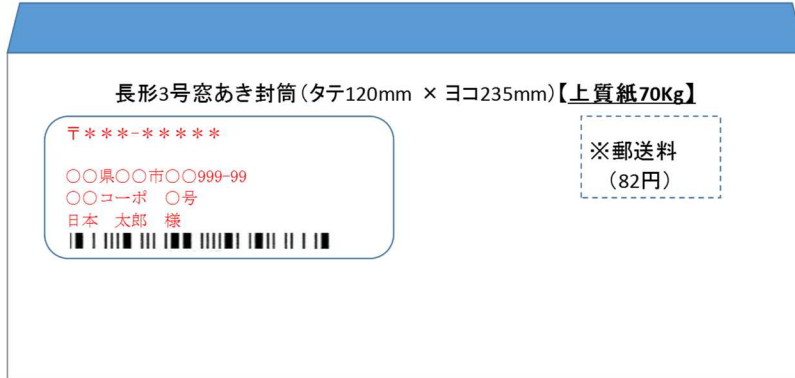 長形3号窓あき封筒(タテ120mm × ヨコ235mm)【上質紙70Kg】
〒***-*****
○○県○○市○○999-99
○○コーポ ○号
日本 太郎 様
※郵送料
(82円)